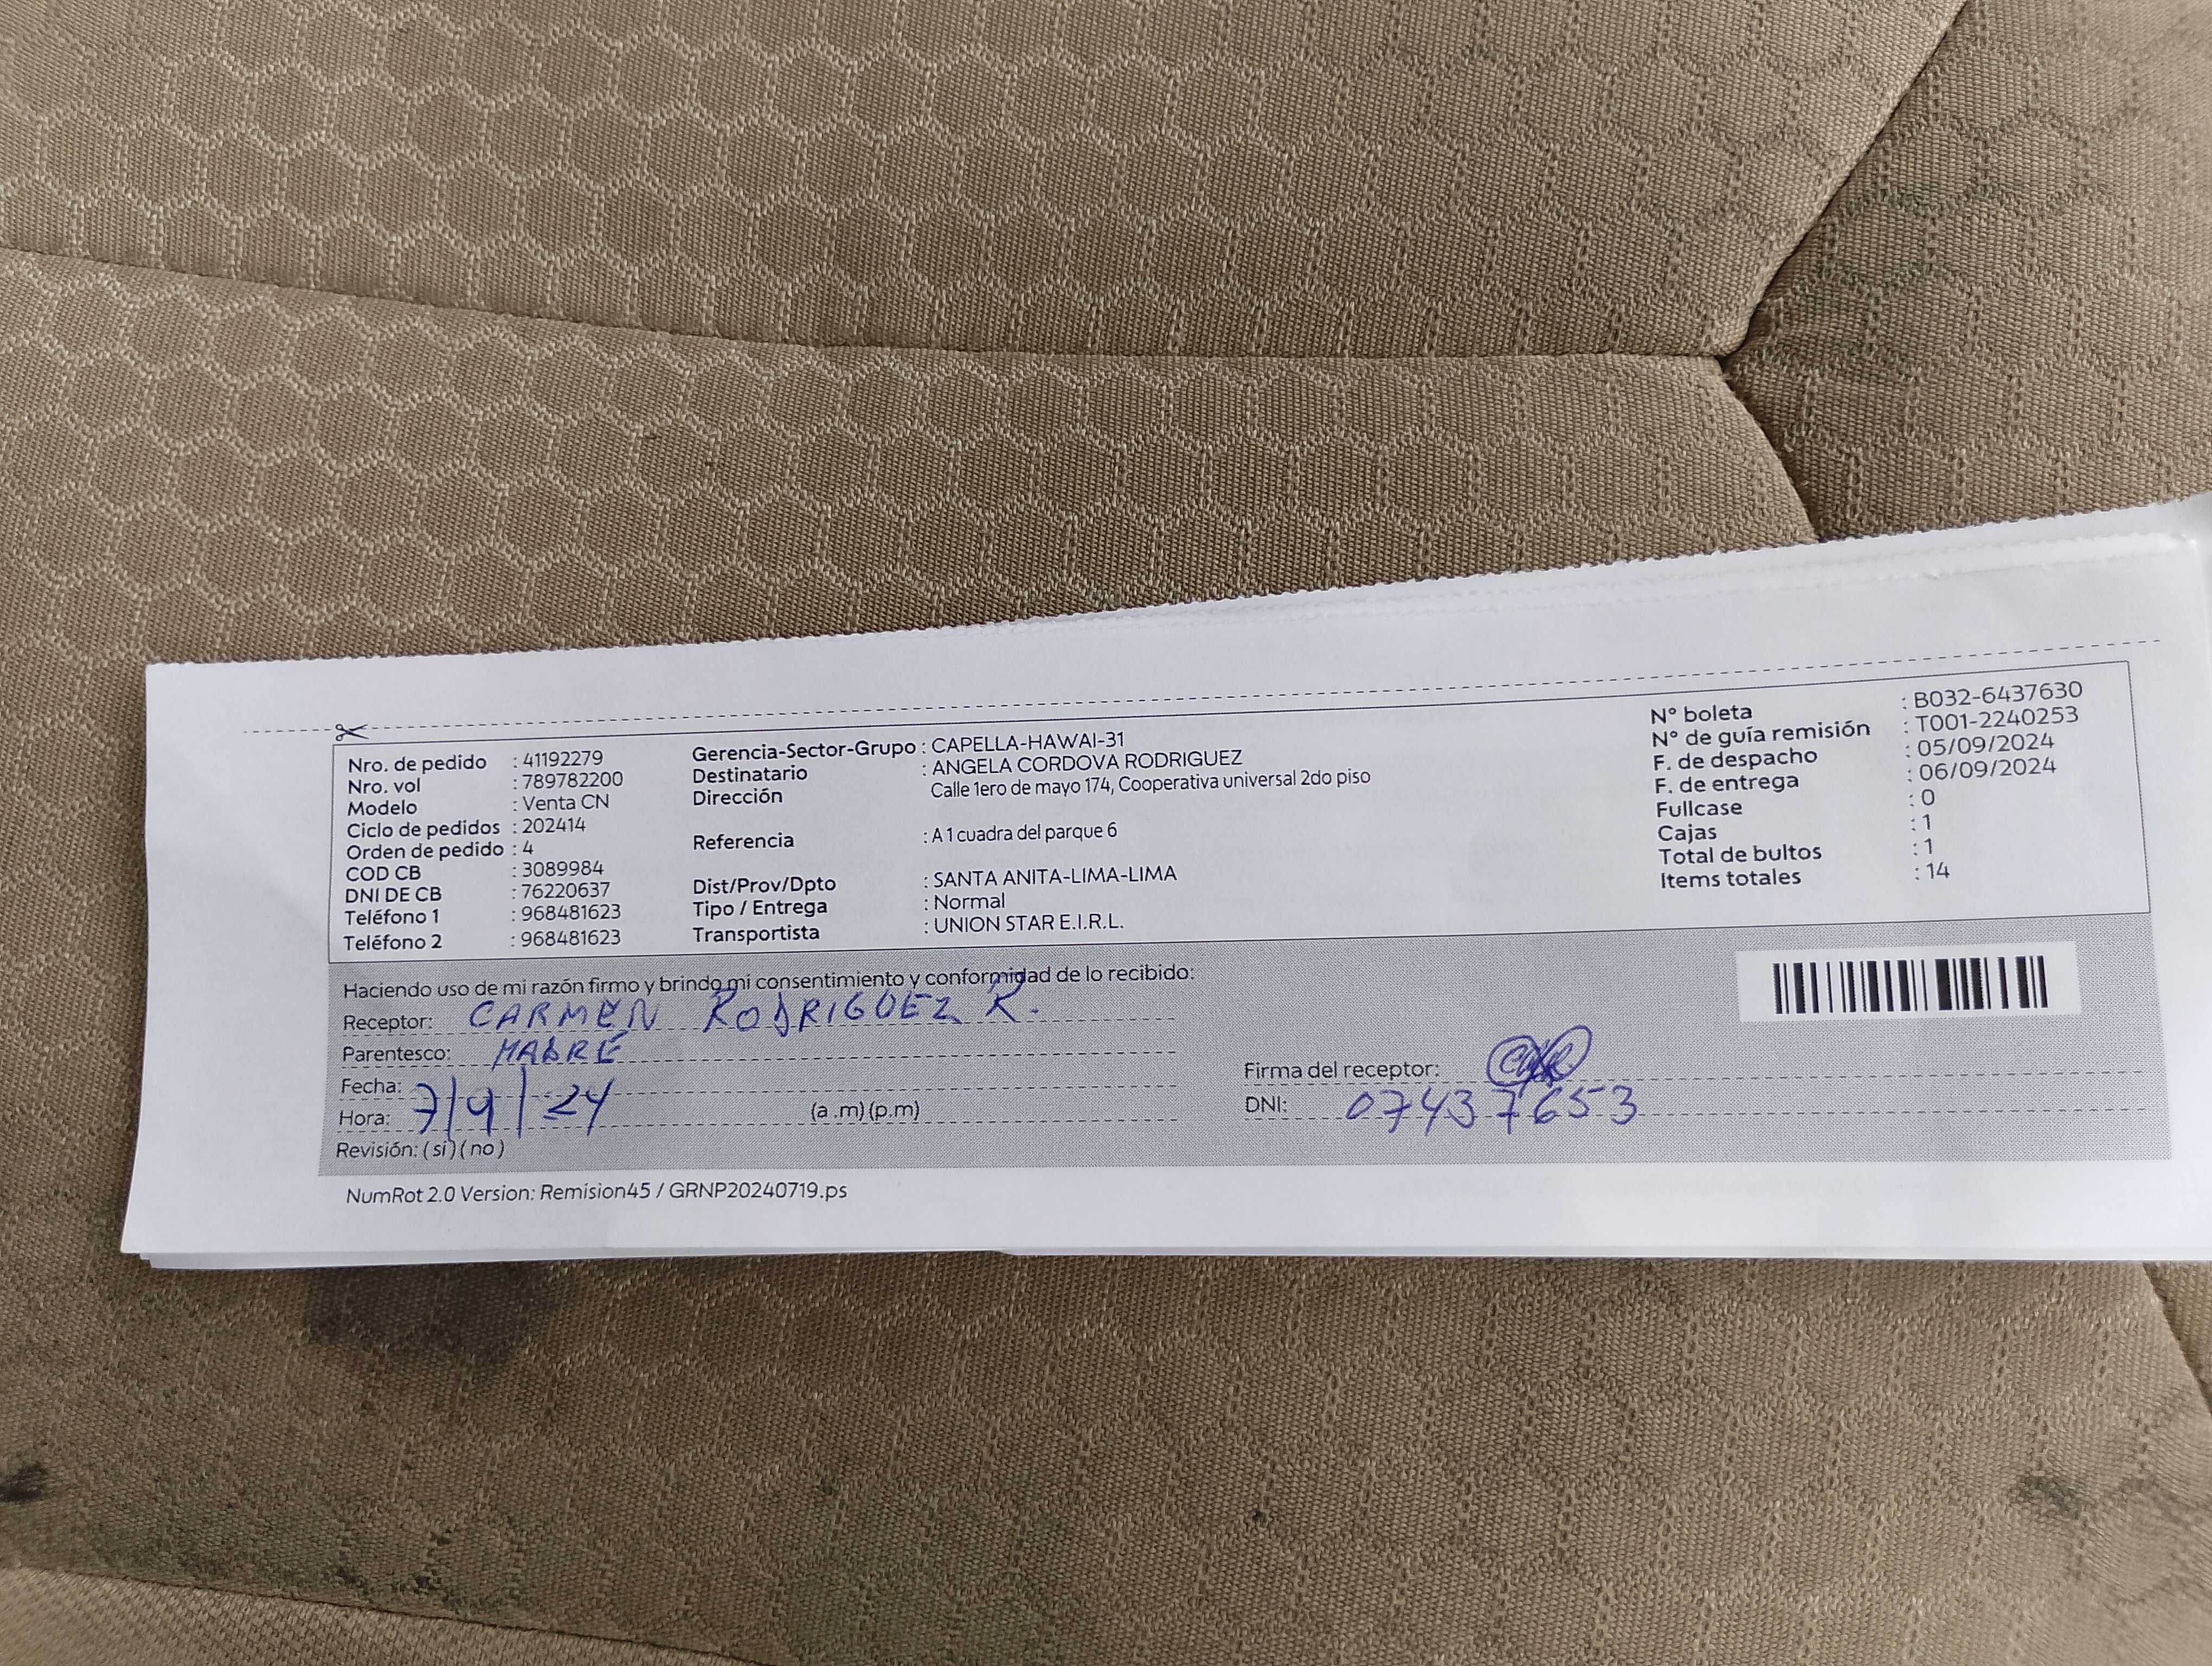 Nro. de pedido : 41192279
Nro. vol : 789782200
Modelo : Venta CN
Ciclo de pedidos : 202414
Orden de pedido : 4
COD CB : 3089984
DNI DE CB : 76220637
Teléfono 1 : 968481623
Teléfono 2 : 968481623
Gerencia-Sector-Grupo : CAPELLA-HAWAI-31
Destinatario : ANGELA CORDOVA RODRIGUEZ
Dirección Calle 1ero de mayo 174, Cooperativa universal 2do piso
Referencia : A 1 cuadra del parque 6
Dist/Prov/Dpto : SANTA ANITA-LIMA-LIMA
Tipo / Entrega : Normal
Transportista : UNION STAR E.I.R.L.
N° boleta : B032-6437630
N° de guía remisión : T001-2240253
F. de despacho : 05/09/2024
F. de entrega : 06/09/2024
Fullcase : 0
Cajas : 1
Total de bultos : 1
Items totales : 14
Haciendo uso de mi razón firmo y brindo mi consentimiento y conformidad de lo recibido:
Receptor: CARMEN RODRIGUEZ R.
Parentesco: MADRE
Fecha: 7/9/24
Hora: (a .m) (p.m)
Revisión: ( si ) ( no )
Firma del receptor:
DNI: 07437653
NumRot 2.0 Version: Remision45 / GRNP20240719.ps